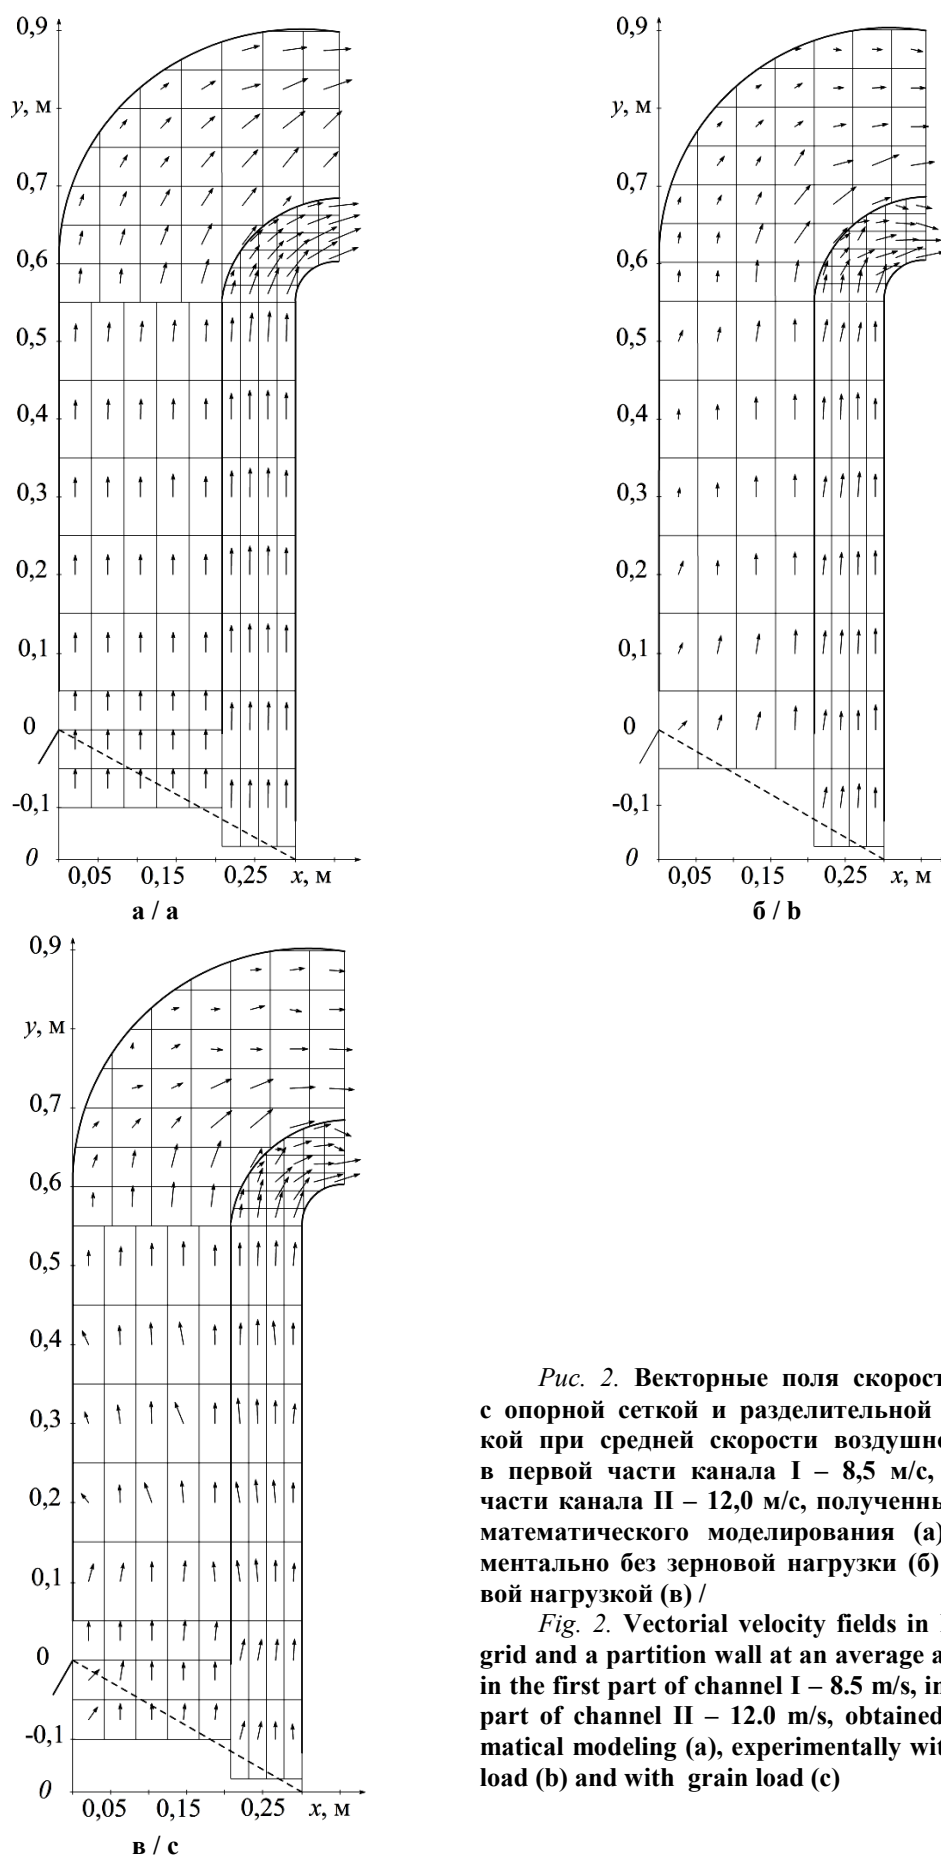 0,9
y, м
0,7
0,6
0,5
0,4
0,3
0,2
0,1
0
-0,1
0
0,05 0,15 0,25 x, м
а / a
0,9
y, м
0,7
0,6
0,5
0,4
0,3
0,2
0,1
0
-0,1
0
0,05 0,15 0,25 x, м
б / b
0,9
y, м
0,7
0,6
0,5
0,4
0,3
0,2
0,1
0
-0,1
0
0,05 0,15 0,25 x, м
в / c
Рис. 2. Векторные поля скорост
с опорной сеткой и разделительной
кой при средней скорости воздушно
в первой части канала I – 8,5 м/с,
части канала II – 12,0 м/с, полученны
математического моделирования (а)
ментально без зерновой нагрузки (б)
вой нагрузкой (в) /
Fig. 2. Vectorial velocity fields in
grid and a partition wall at an average a
in the first part of channel I – 8.5 m/s, in
part of channel II – 12.0 m/s, obtained
matical modeling (a), experimentally wit
load (b) and with grain load (c)